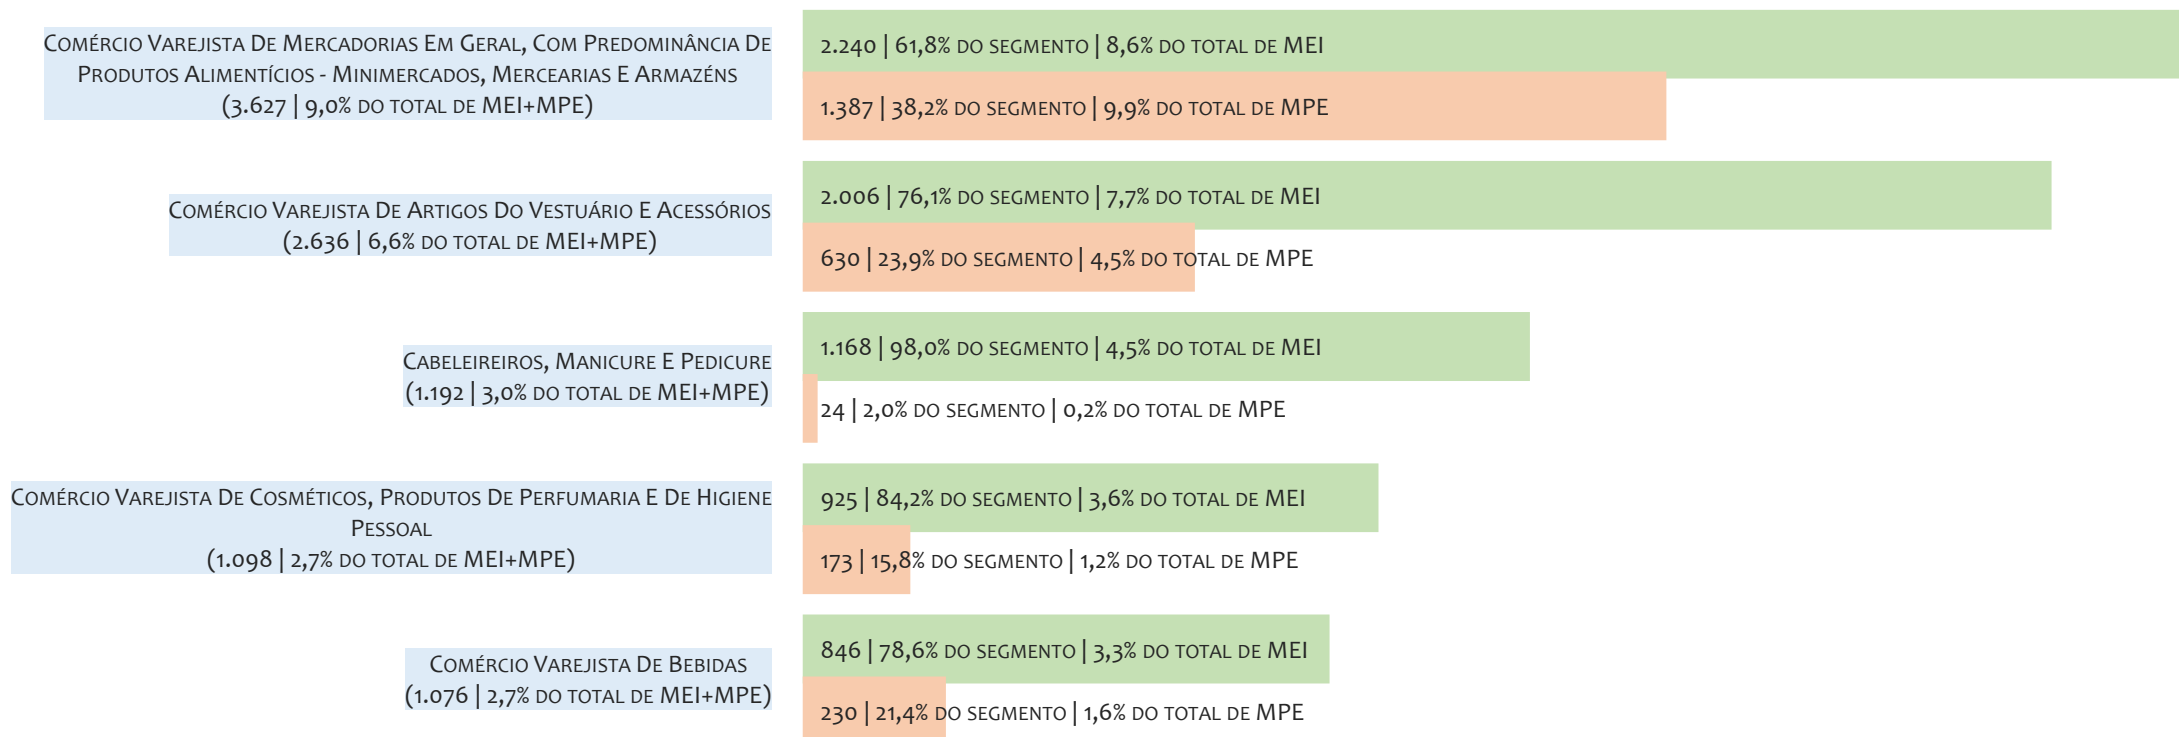 Comércio Varejista De Mercadorias Em Geral, Com Predominância De
Produtos Alimentícios - Minimercados, Mercearias E Armazéns
(3.627 | 9,0% do total de MEI+MPE)
2.240 | 61,8% do segmento | 8,6% do total de MEI
1.387 | 38,2% do segmento | 9,9% do total de MPE
Comércio Varejista De Artigos Do Vestuário E Acessórios
(2.636 | 6,6% do total de MEI+MPE)
2.006 | 76,1% do segmento | 7,7% do total de MEI
630 | 23,9% do segmento | 4,5% do total de MPE
Cabeleireiros, Manicure E Pedicure
(1.192 | 3,0% do total de MEI+MPE)
1.168 | 98,0% do segmento | 4,5% do total de MEI
24 | 2,0% do segmento | 0,2% do total de MPE
Comércio Varejista De Cosméticos, Produtos De Perfumaria E De Higiene
Pessoal
(1.098 | 2,7% do total de MEI+MPE)
925 | 84,2% do segmento | 3,6% do total de MEI
173 | 15,8% do segmento | 1,2% do total de MPE
Comércio Varejista De Bebidas
(1.076 | 2,7% do total de MEI+MPE)
846 | 78,6% do segmento | 3,3% do total de MEI
230 | 21,4% do segmento | 1,6% do total de MPE